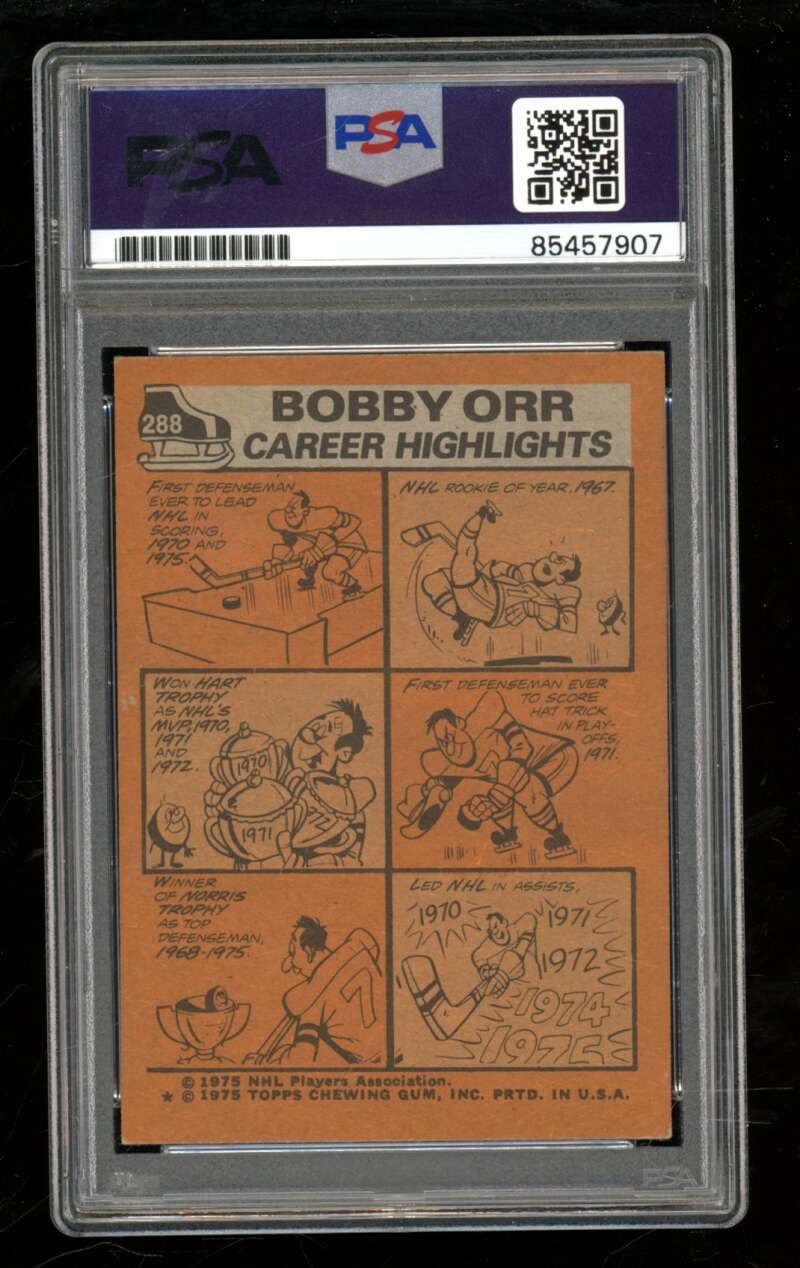 PSA
PSA
85457907
288
BOBBY ORR
CAREER HIGHLIGHTS
FIRST DEFENSEMAN
EVER TO LEAD
NHL IN
SCORING,
1970 AND
1975.
NHL ROOKIE OF YEAR, 1967.
WON HART
TROPHY
AS NHL'S
MVP, 1970,
1971
AND
1972.
1970
1971
FIRST DEFENSEMAN EVER
TO SCORE
HAT TRICK
IN PLAY-
OFFS,
1971.
WINNER
OF NORRIS
TROPHY
AS TOP
DEFENSEMAN,
1968-1975.
7
LED NHL IN ASSISTS,
1970
1971
1972
1974
1975
© 1975 NHL Players Association.
★ © 1975 TOPPS CHEWING GUM, INC. PRTD. IN U.S.A.
PSA